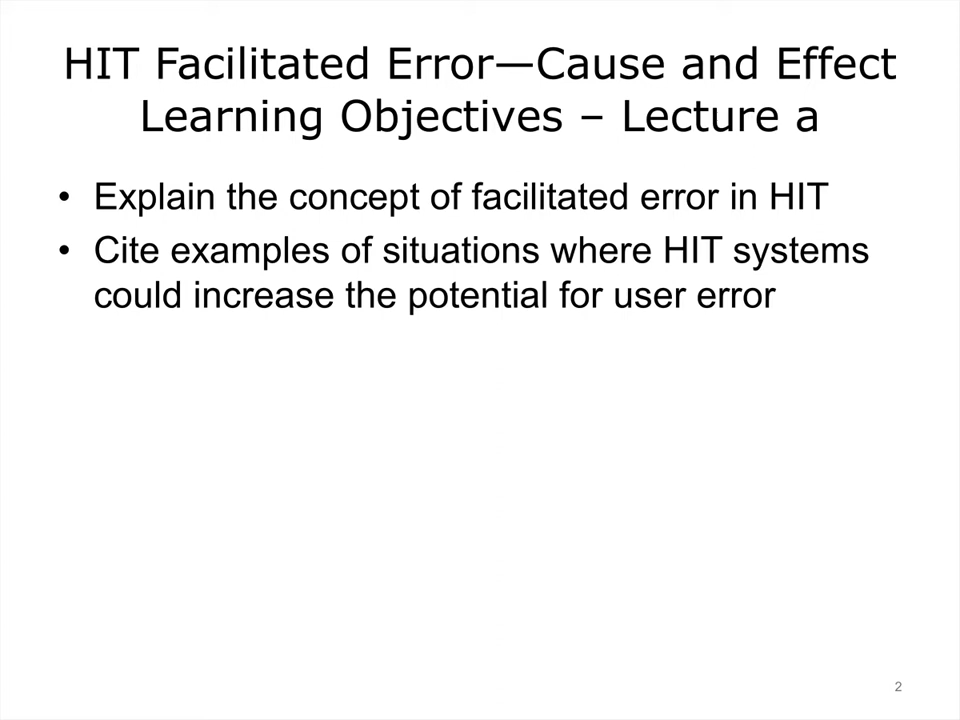 HIT Facilitated Error—Cause and Effect
Learning Objectives – Lecture a
• Explain the concept of facilitated error in HIT
• Cite examples of situations where HIT systems
could increase the potential for user error
2